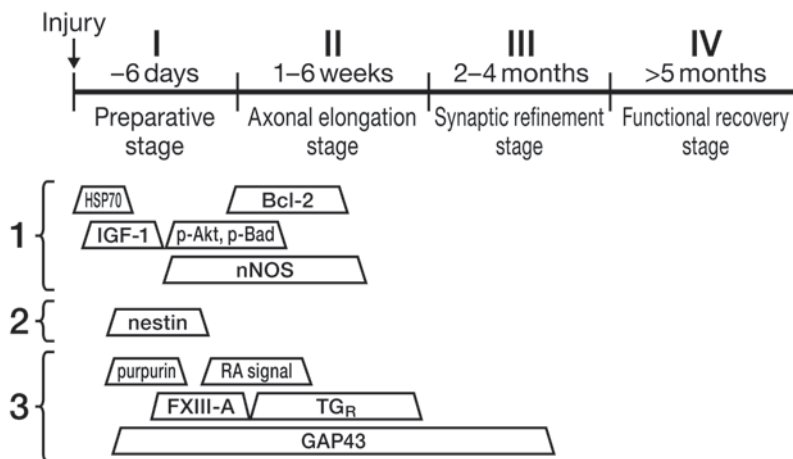 Injury
I II III IV
–6 days 1–6 weeks 2–4 months >5 months
Preparative stage
Axonal elongation stage
Synaptic refinement stage
Functional recovery stage
1
HSP70 Bcl-2
IGF-1 p-Akt, p-Bad
nNOS
2
nestin
3
purpurin RA signal
FXIII-A TGR
GAP43